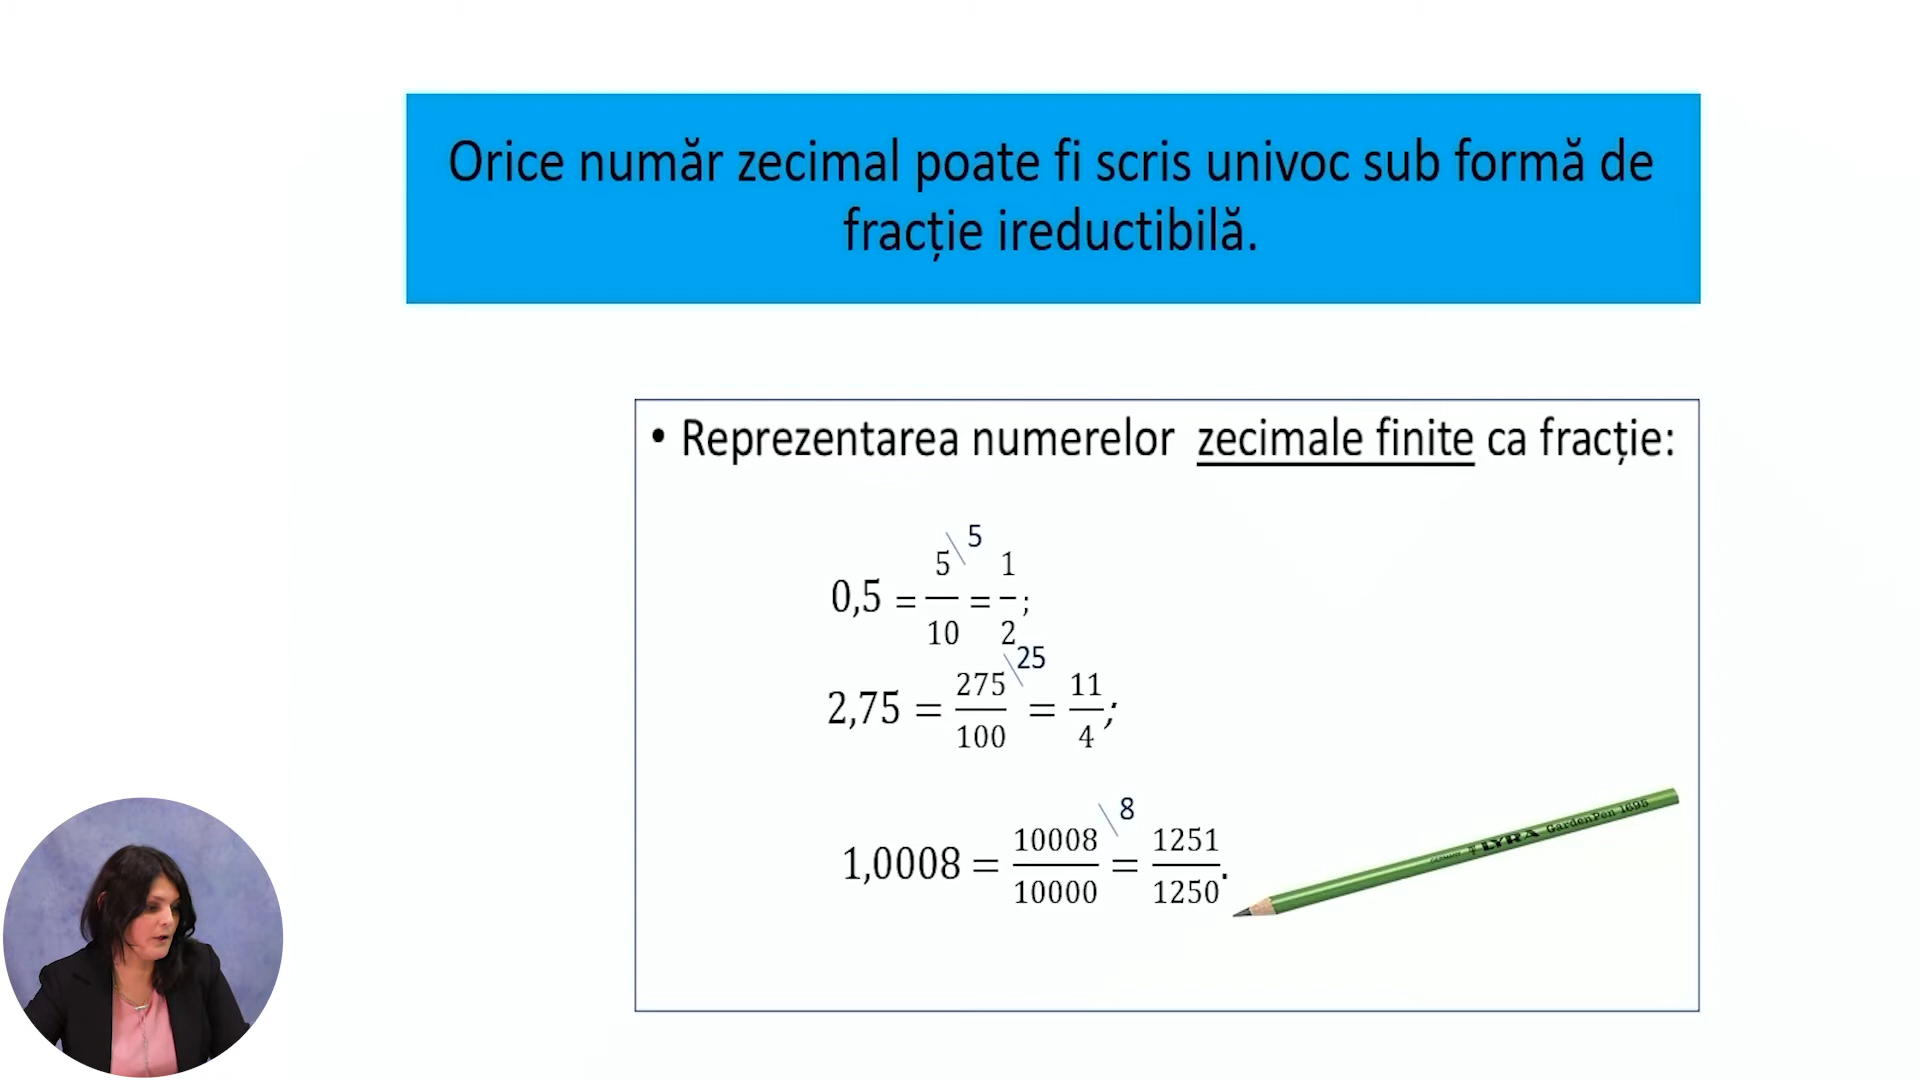 Orice număr zecimal poate fi scris univoc sub formă de
fracție ireductibilă.
• Reprezentarea numerelor zecimale finite ca fracție:
0,5 = 5/10 \5 = 1/2;
2,75 = 275/100 \25 = 11/4;
1,0008 = 10008/10000 \8 = 1251/1250.
LYRA GardenPen 1695